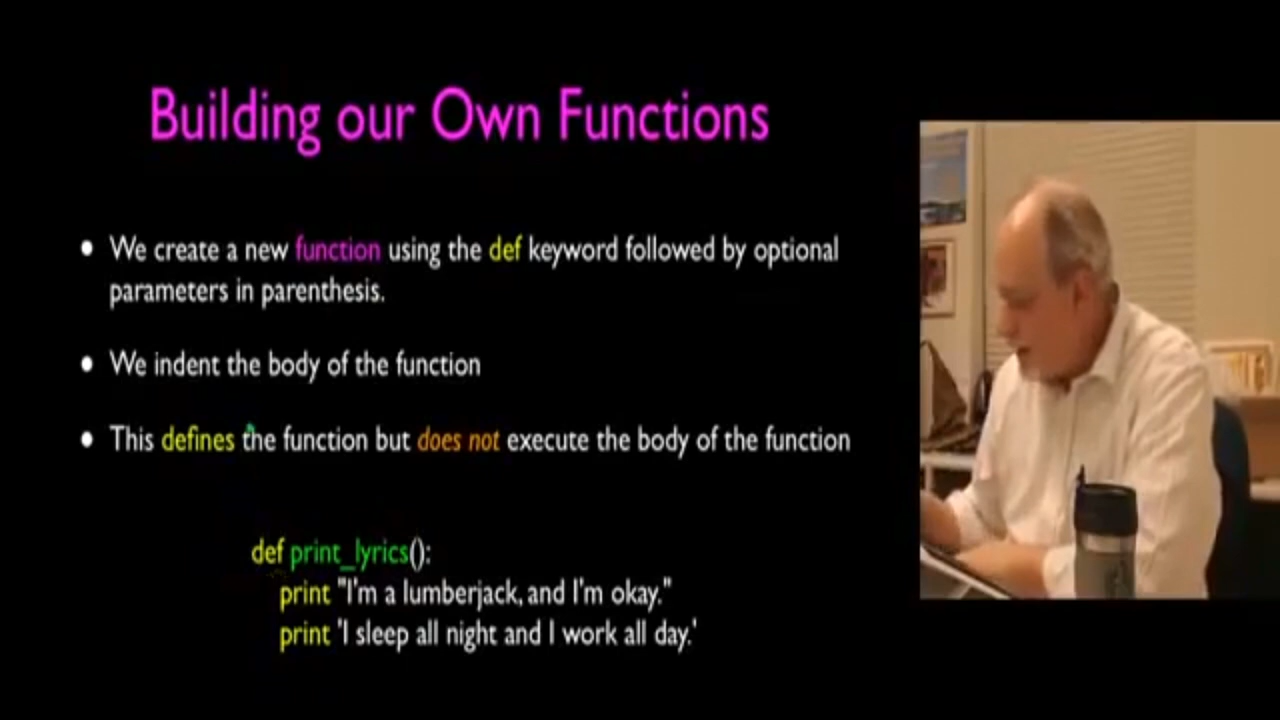 Building our Own Functions
• We create a new function using the def keyword followed by optional
parameters in parenthesis.
• We indent the body of the function
• This defines the function but does not execute the body of the function
def print_lyrics():
print "I'm a lumberjack, and I'm okay."
print 'I sleep all night and I work all day.'